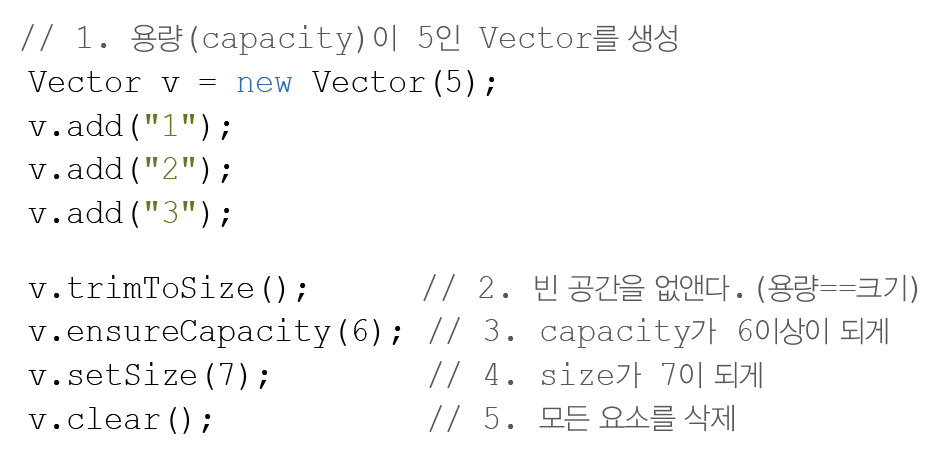 // 1. 용량(capacity)이 5인 Vector를 생성
Vector v = new Vector(5);
v.add("1");
v.add("2");
v.add("3");
v.trimToSize(); // 2. 빈 공간을 없앤다.(용량==크기)
v.ensureCapacity(6); // 3. capacity가 6이상이 되게
v.setSize(7); // 4. size가 7이 되게
v.clear(); // 5. 모든 요소를 삭제